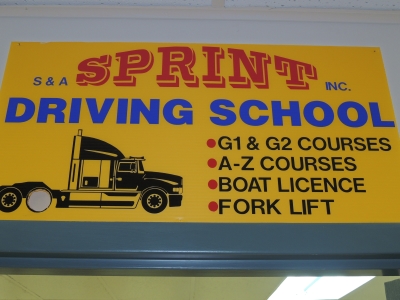 S & A SPRINT INC.
DRIVING SCHOOL
•G1 & G2 COURSES
•A-Z COURSES
•BOAT LICENCE
•FORK LIFT